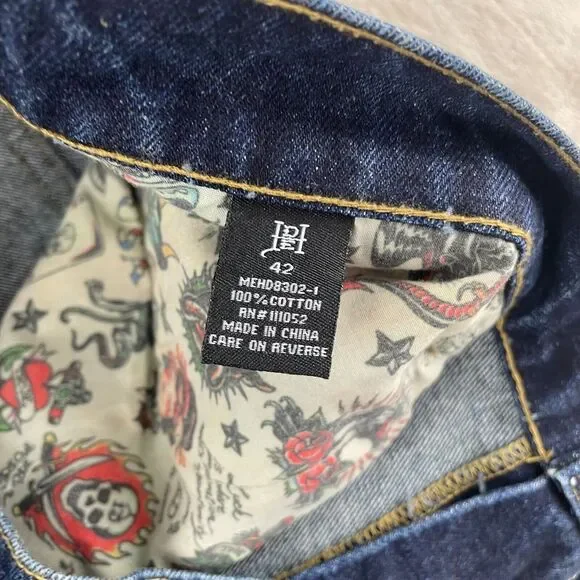 42
MEHD8302-1
100% COTTON
RN#111052
MADE IN CHINA
CARE ON REVERSE